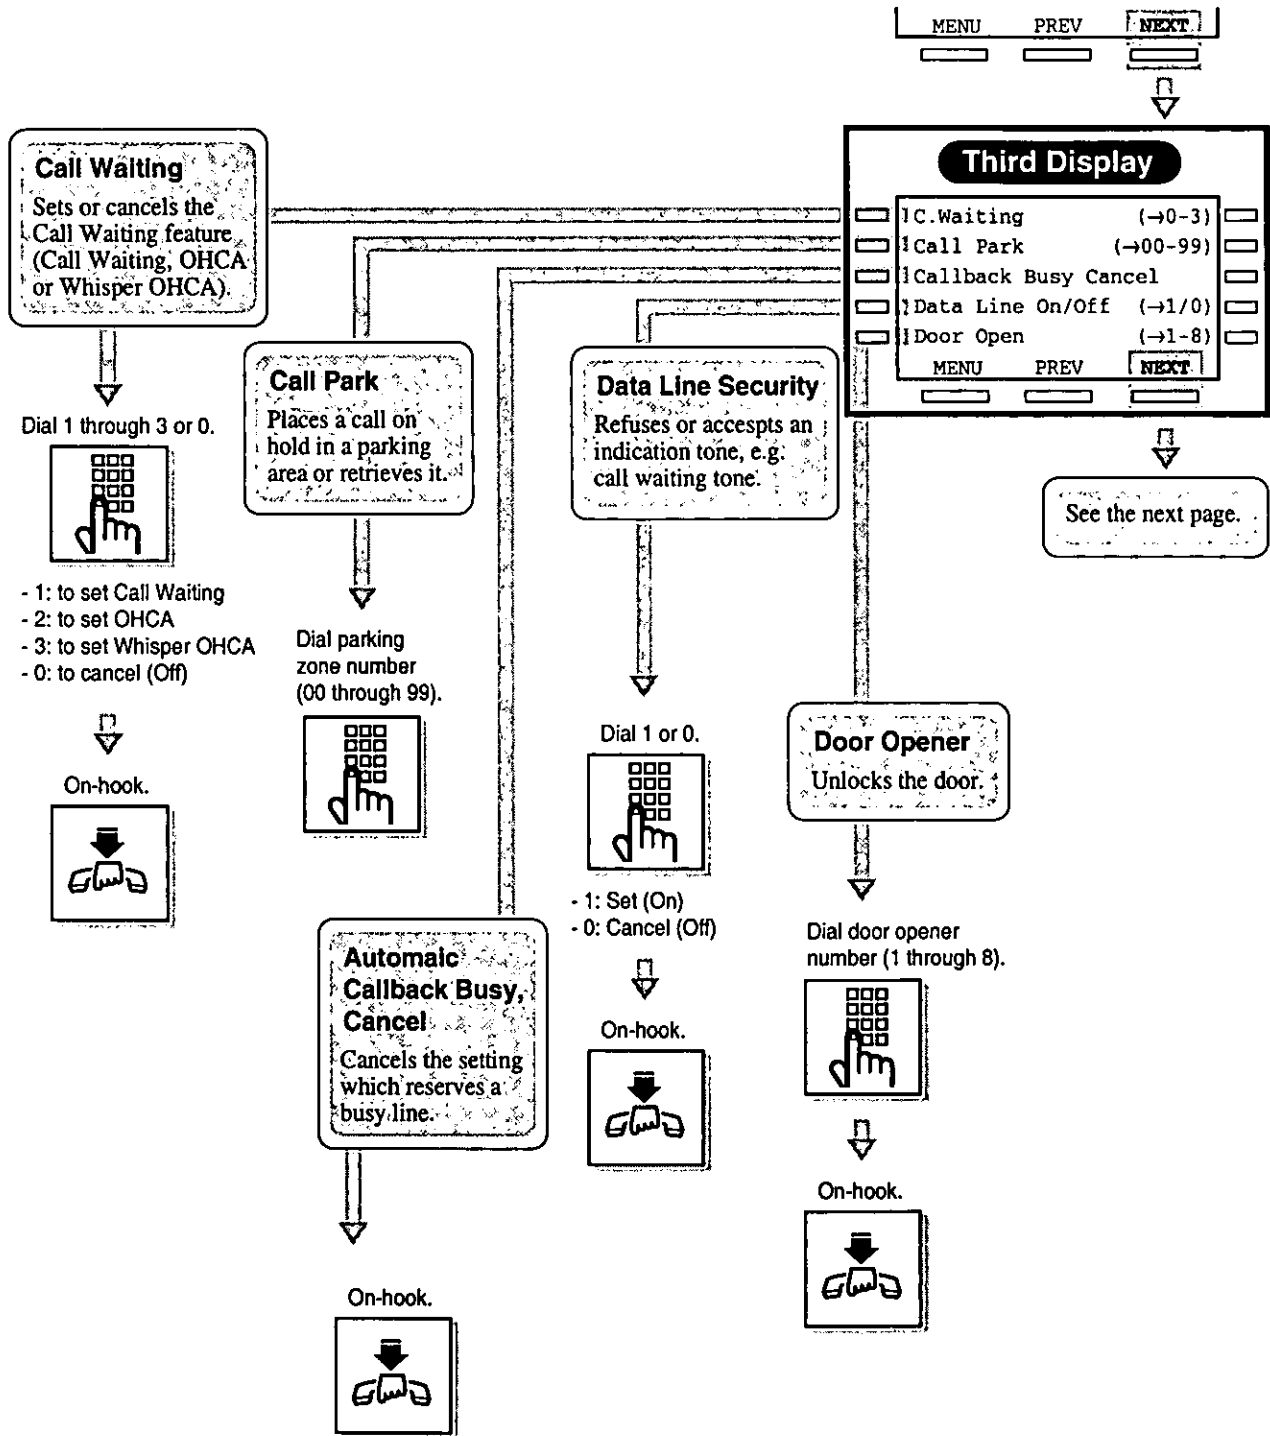 MENU PREV NEXT
Third Display
C.Waiting (→0-3)
Call Park (→00-99)
Callback Busy Cancel
Data Line On/Off (→1/0)
Door Open (→1-8)
MENU PREV NEXT
See the next page.
Call Waiting
Sets or cancels the
Call Waiting feature
(Call Waiting, OHCA
or Whisper OHCA).
Dial 1 through 3 or 0.
- 1: to set Call Waiting
- 2: to set OHCA
- 3: to set Whisper OHCA
- 0: to cancel (Off)
On-hook.
Call Park
Places a call on
hold in a parking
area or retrieves it.
Dial parking
zone number
(00 through 99).
Automaic
Callback Busy,
Cancel
Cancels the setting
which reserves a
busy line.
On-hook.
Data Line Security
Refuses or accespts an
indication tone, e.g.
call waiting tone.
Dial 1 or 0.
- 1: Set (On)
- 0: Cancel (Off)
On-hook.
Door Opener
Unlocks the door.
Dial door opener
number (1 through 8).
On-hook.